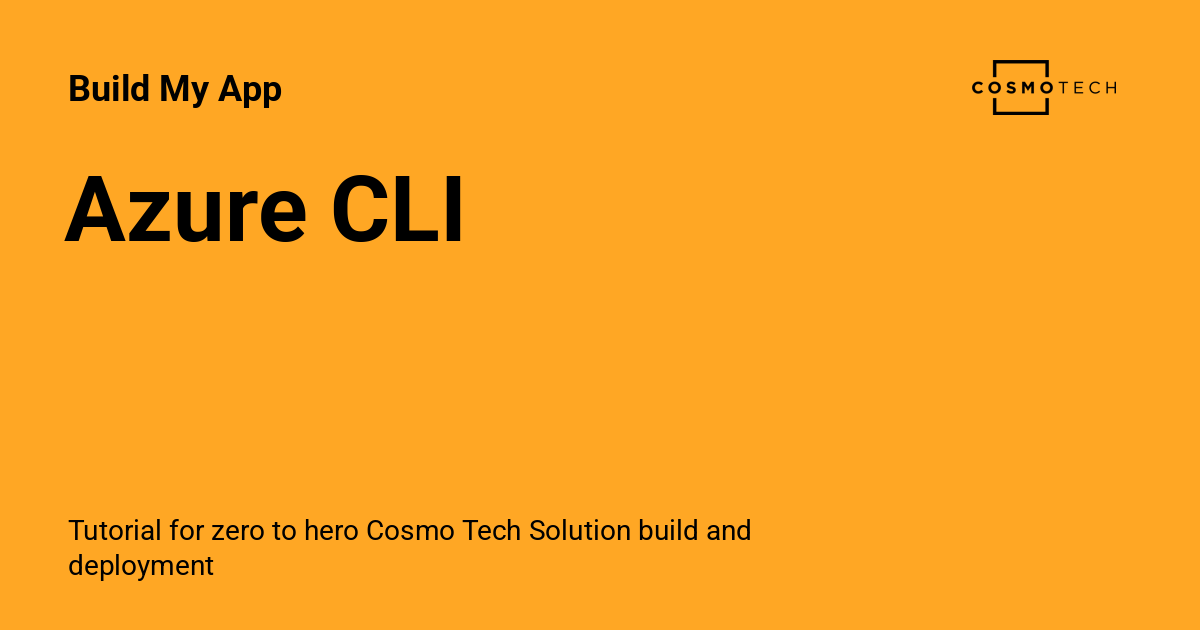 Build My App
COSMOTECH
Azure CLI
Tutorial for zero to hero Cosmo Tech Solution build and
deployment